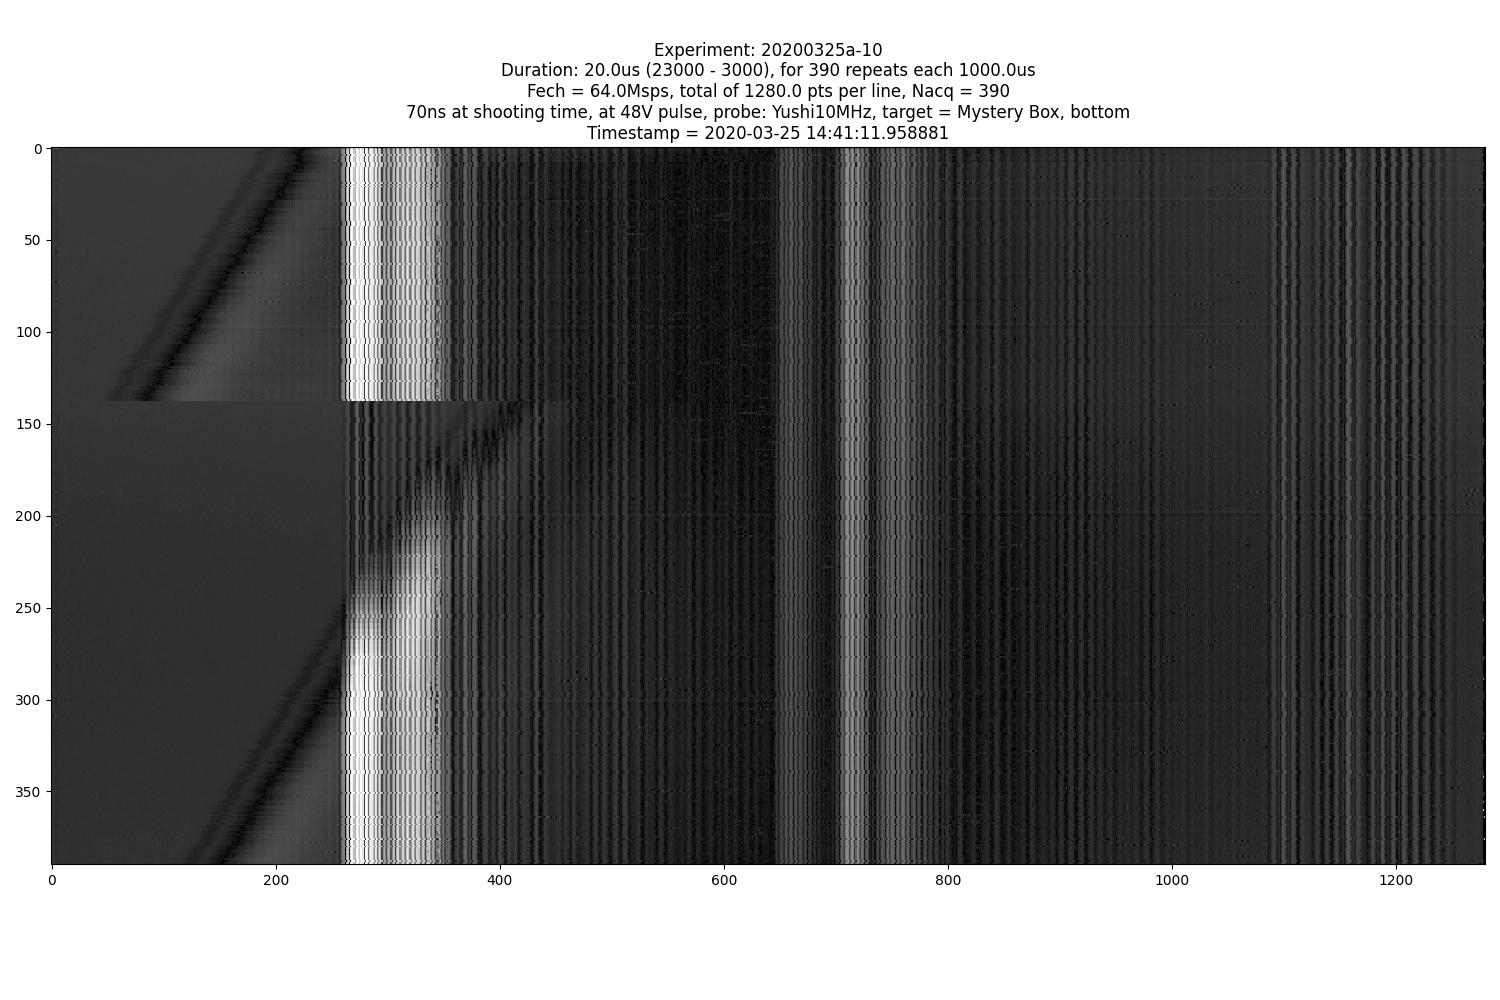 Experiment: 20200325a-10
Duration: 20.0us (23000 - 3000), for 390 repeats each 1000.0us
Fech = 64.0Msps, total of 1280.0 pts per line, Nacq = 390
70ns at shooting time, at 48V pulse, probe: Yushi10MHz, target = Mystery Box, bottom
Timestamp = 2020-03-25 14:41:11.958881
0
50
100
150
200
250
300
350
0 200 400 600 800 1000 1200